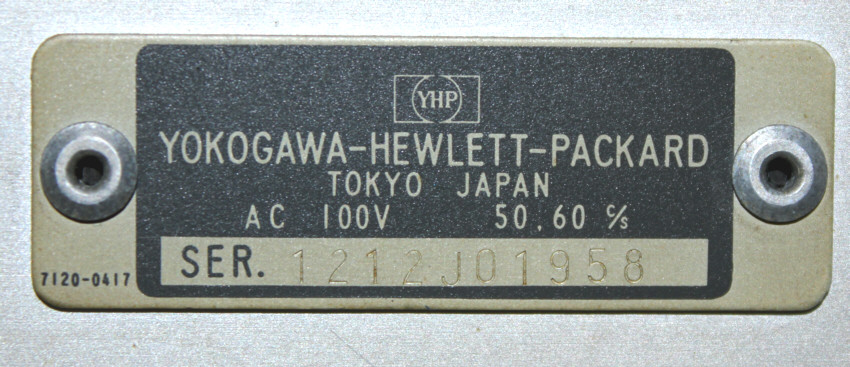 YHP
YOKOGAWA-HEWLETT-PACKARD
TOKYO JAPAN
AC 100V 50,60 c/s
SER. 1212J01958
7120-0417